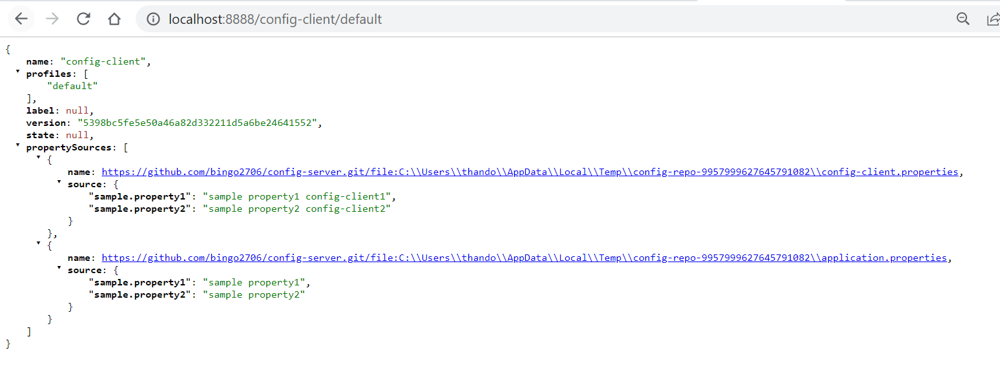 localhost:8888/config-client/default
{
name: "config-client",
profiles: [
"default"
],
label: null,
version: "5398bc5fe5e50a46a82d332211d5a6be24641552",
state: null,
propertySources: [
{
name: https://github.com/bingo2706/config-server.git/file:C:\\Users\\thando\\AppData\\Local\\Temp\\config-repo-9957999627645791082\\config-client.properties,
source: {
"sample.property1": "sample property1 config-client1",
"sample.property2": "sample property2 config-client2"
}
},
{
name: https://github.com/bingo2706/config-server.git/file:C:\\Users\\thando\\AppData\\Local\\Temp\\config-repo-9957999627645791082\\application.properties,
source: {
"sample.property1": "sample property1",
"sample.property2": "sample property2"
}
}
]
}